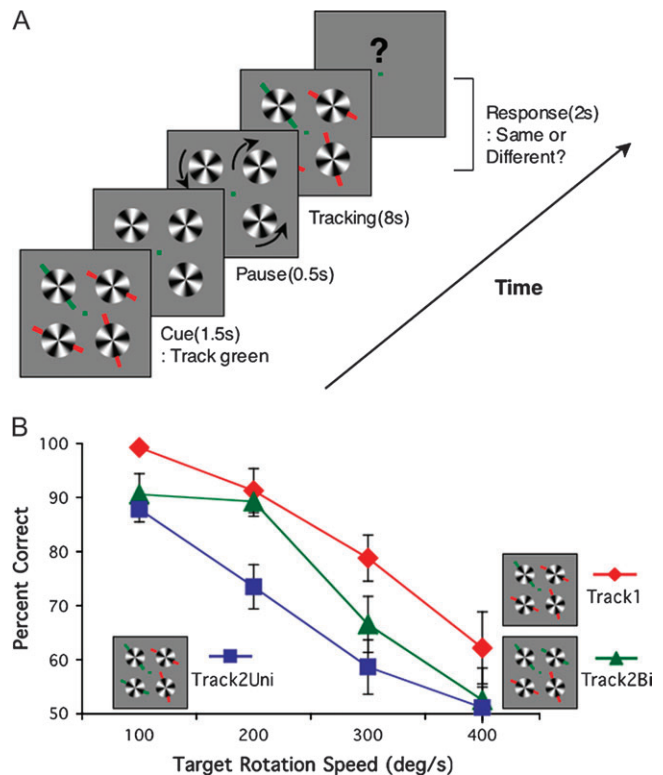 A
?
Response(2s)
: Same or
Different?
Tracking(8s)
Pause(0.5s)
Time
Cue(1.5s)
: Track green
B
100
90
80
70
60
50
Percent Correct
Track1
Track2Uni
Track2Bi
100 200 300 400
Target Rotation Speed (deg/s)